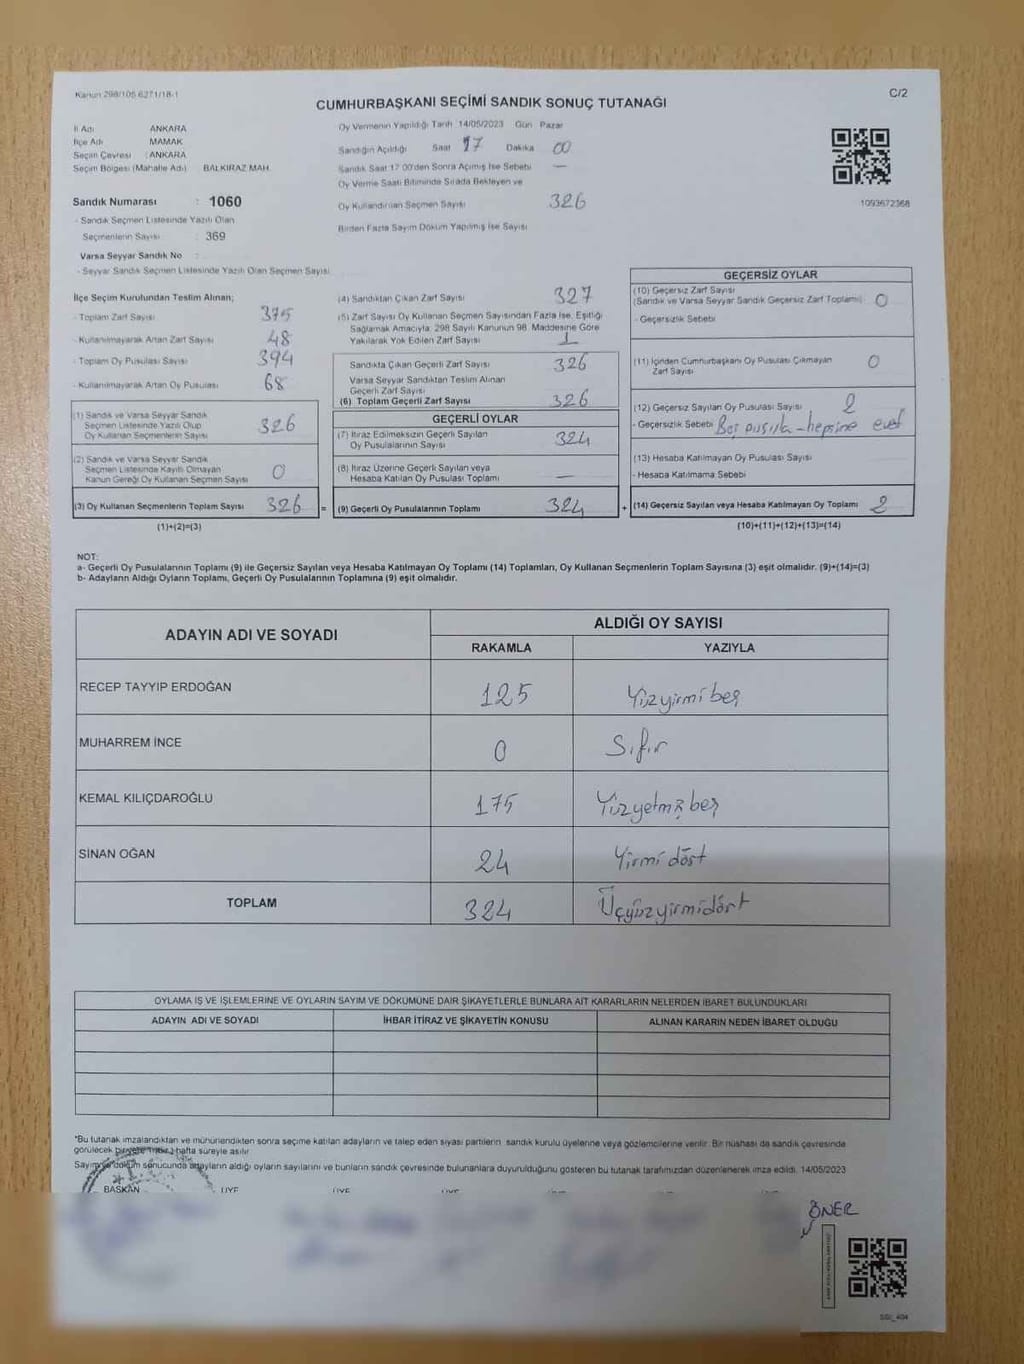 Kanun 298/105 6271/18-1
C/2
CUMHURBAŞKANI SEÇİMİ SANDIK SONUÇ TUTANAĞI
İl Adı ANKARA
İlçe Adı MAMAK
Seçim Çevresi : ANKARA
Seçim Bölgesi (Mahalle Adı) BALKIRAZ MAH.
Sandık Numarası : 1060
- Sandık Seçmen Listesinde Yazılı Olan
Seçmenlerin Sayısı : 369
Varsa Seyyar Sandık No :
- Seyyar Sandık Seçmen Listesinde Yazılı Olan Seçmen Sayısı
Oy Vermenin Yapıldığı Tarih 14/05/2023 Gün Pazar
Sandığın Açıldığı Saat 17 Dakika 00
Sandık Saat 17.00'den Sonra Açılmış İse Sebebi —
Oy Verme Saati Bitiminde Sırada Bekleyen ve
Oy Kullandırılan Seçmen Sayısı 326
Birden Fazla Sayım Döküm Yapılmış İse Sayısı
1093672368
İlçe Seçim Kurulundan Teslim Alınan;
- Toplam Zarf Sayısı 375
- Kullanılmayarak Artan Zarf Sayısı 48
- Toplam Oy Pusulası Sayısı 394
- Kullanılmayarak Artan Oy Pusulası 68
(1) Sandık ve Varsa Seyyar Sandık
Seçmen Listesinde Yazılı Olup
Oy Kullanan Seçmenlerin Sayısı 326
(2) Sandık ve Varsa Seyyar Sandık
Seçmen Listesinde Kayıtlı Olmayan
Kanun Gereği Oy Kullanan Seçmen Sayısı 0
(3) Oy Kullanan Seçmenlerin Toplam Sayısı 326
(1)+(2)=(3)
(4) Sandıktan Çıkan Zarf Sayısı 327
(5) Zarf Sayısı Oy Kullanan Seçmen Sayısından Fazla İse, Eşitliği
Sağlamak Amacıyla; 298 Sayılı Kanunun 98. Maddesine Göre
Yakılarak Yok Edilen Zarf Sayısı 1
Sandıkta Çıkan Geçerli Zarf Sayısı 326
Varsa Seyyar Sandıktan Teslim Alınan
Geçerli Zarf Sayısı
(6) Toplam Geçerli Zarf Sayısı 326
GEÇERLİ OYLAR
(7) İtiraz Edilmeksizin Geçerli Sayılan
Oy Pusulalarının Sayısı 324
(8) İtiraz Üzerine Geçerli Sayılan veya
Hesaba Katılan Oy Pusulası Toplamı —
= (9) Geçerli Oy Pusulalarının Toplamı 324
GEÇERSİZ OYLAR
(10) Geçersiz Zarf Sayısı
(Sandık ve Varsa Seyyar Sandık Geçersiz Zarf Toplamı) 0
- Geçersizlik Sebebi
(11) İçinden Cumhurbaşkanı Oy Pusulası Çıkmayan
Zarf Sayısı 0
(12) Geçersiz Sayılan Oy Pusulası Sayısı 2
- Geçersizlik Sebebi Boş pusula - hepsine evet
(13) Hesaba Katılmayan Oy Pusulası Sayısı
- Hesaba Katılmama Sebebi
+ (14) Geçersiz Sayılan veya Hesaba Katılmayan Oy Toplamı 2
(10)+(11)+(12)+(13)=(14)
NOT:
a- Geçerli Oy Pusulalarının Toplamı (9) ile Geçersiz Sayılan veya Hesaba Katılmayan Oy Toplamı (14) Toplamları, Oy Kullanan Seçmenlerin Toplam Sayısına (3) eşit olmalıdır. (9)+(14)=(3)
b- Adayların Aldığı Oyların Toplamı, Geçerli Oy Pusulalarının Toplamına (9) eşit olmalıdır.
ADAYIN ADI VE SOYADI
ALDIĞI OY SAYISI
RAKAMLA YAZIYLA
RECEP TAYYİP ERDOĞAN 125 Yüzyirmi beş
MUHARREM İNCE 0 Sıfır
KEMAL KILIÇDAROĞLU 175 Yüzyetmiş beş
SİNAN OĞAN 24 Yirmi dört
TOPLAM 324 Üçyüzyirmidört
OYLAMA İŞ VE İŞLEMLERİNE VE OYLARIN SAYIM VE DÖKÜMÜNE DAİR ŞİKAYETLERLE BUNLARA AİT KARARLARIN NELERDEN İBARET BULUNDUKLARI
ADAYIN ADI VE SOYADI İHBAR İTİRAZ VE ŞİKAYETİN KONUSU ALINAN KARARIN NEDEN İBARET OLDUĞU
*Bu tutanak imzalandıktan ve mühürlendikten sonra seçime katılan adayların ve talep eden siyasi partilerin sandık kurulu üyelerine veya gözlemcilerine verilir. Bir nüshası da sandık çevresinde
görülecek bir yere bir hafta süreyle asılır
Sayım ve döküm sonucunda adayların aldığı oyların sayılarını ve bunların sandık çevresinde bulunanlara duyurulduğunu gösteren bu tutanak tarafımızdan düzenlenerek imza edildi. 14/05/2023
BAŞKAN ÜYE ÜYE ÜYE
ÖNER